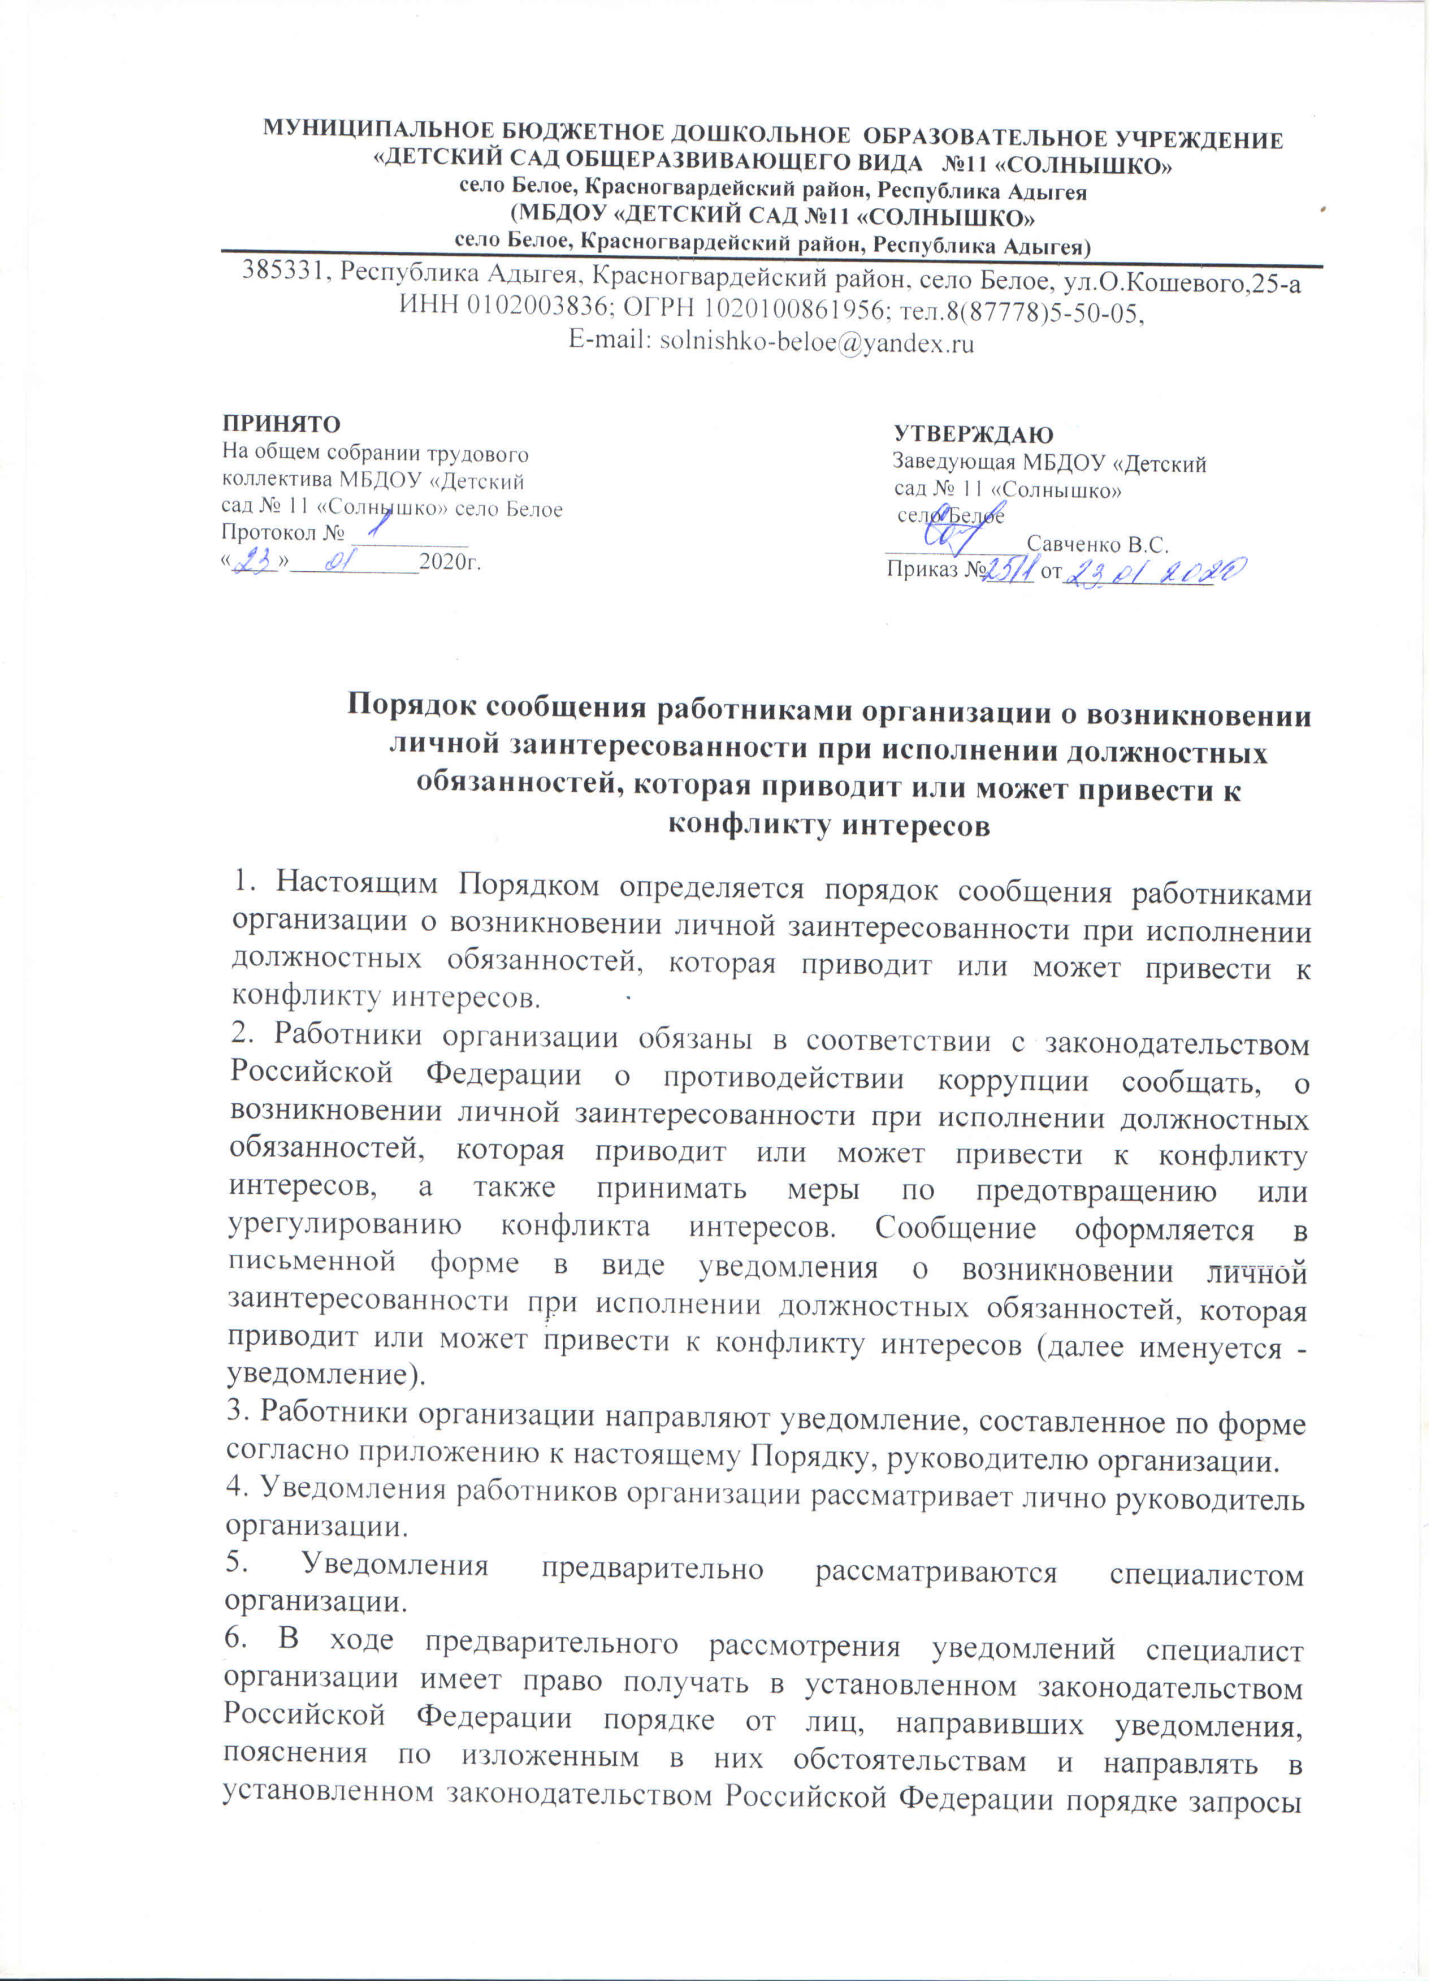 МУНИЦИПАЛЬНОЕ БЮДЖЕТНОЕ ДОШКОЛЬНОЕ ОБРАЗОВАТЕЛЬНОЕ УЧРЕЖДЕНИЕ
«ДЕТСКИЙ САД ОБЩЕРАЗВИВАЮЩЕГО ВИДА №11 «СОЛНЫШКО»
село Белое, Красногвардейский район, Республика Адыгея
(МБДОУ «ДЕТСКИЙ САД №11 «СОЛНЫШКО»
село Белое, Красногвардейский район, Республика Адыгея)
385331, Республика Адыгея, Красногвардейский район, село Белое, ул.О.Кошевого,25-а
ИНН 0102003836; ОГРН 1020100861956; тел.8(87778)5-50-05,
E-mail: solnishko-beloe@yandex.ru
ПРИНЯТО
На общем собрании трудового
коллектива МБДОУ «Детский
сад № 11 «Солнышко» село Белое
Протокол № 1
«23» 01 2020г.
УТВЕРЖДАЮ
Заведующая МБДОУ «Детский
сад № 11 «Солнышко»
село Белое
Савченко В.С.
Приказ № от 23 01 2020
Порядок сообщения работниками организации о возникновении
личной заинтересованности при исполнении должностных
обязанностей, которая приводит или может привести к
конфликту интересов
1. Настоящим Порядком определяется порядок сообщения работниками
организации о возникновении личной заинтересованности при исполнении
должностных обязанностей, которая приводит или может привести к
конфликту интересов.
2. Работники организации обязаны в соответствии с законодательством
Российской Федерации о противодействии коррупции сообщать, о
возникновении личной заинтересованности при исполнении должностных
обязанностей, которая приводит или может привести к конфликту
интересов, а также принимать меры по предотвращению или
урегулированию конфликта интересов. Сообщение оформляется в
письменной форме в виде уведомления о возникновении личной
заинтересованности при исполнении должностных обязанностей, которая
приводит или может привести к конфликту интересов (далее именуется -
уведомление).
3. Работники организации направляют уведомление, составленное по форме
согласно приложению к настоящему Порядку, руководителю организации.
4. Уведомления работников организации рассматривает лично руководитель
организации.
5. Уведомления предварительно рассматриваются специалистом
организации.
6. В ходе предварительного рассмотрения уведомлений специалист
организации имеет право получать в установленном законодательством
Российской Федерации порядке от лиц, направивших уведомления,
пояснения по изложенным в них обстоятельствам и направлять в
установленном законодательством Российской Федерации порядке запросы